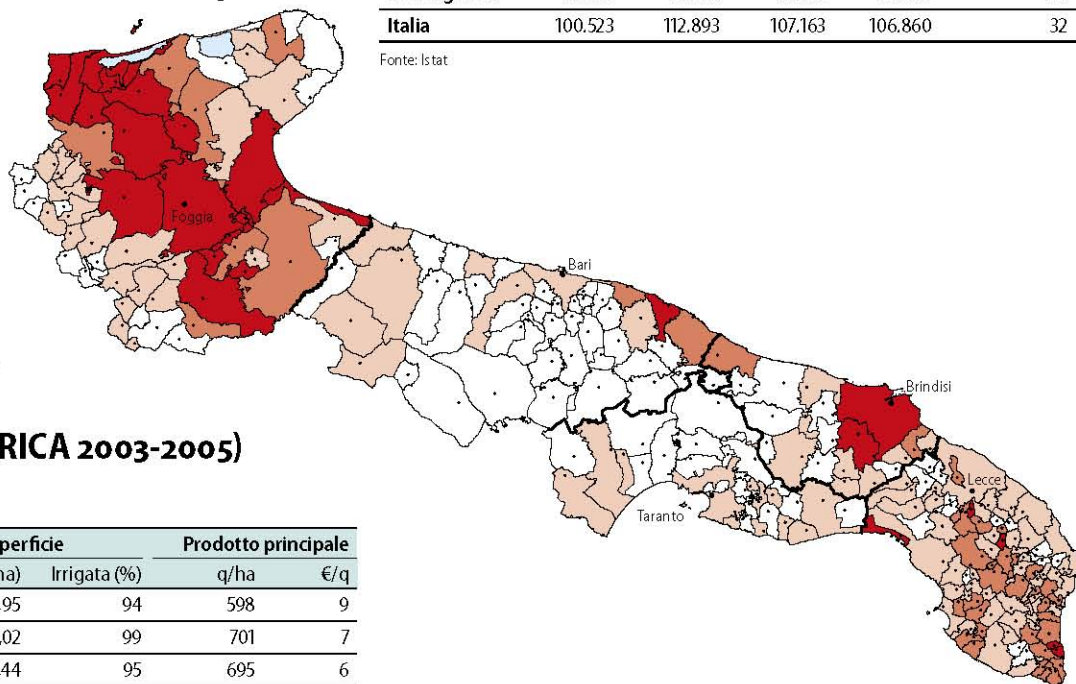 Italia 100.523 112.893 107.163 106.860 32
Fonte: Istat
Foggia
Bari
Brindisi
Lecce
Taranto
RICA 2003-2005)
perficie Prodotto principale
ha) Irrigata (%) q/ha €/q
,95 94 598 9
,02 99 701 7
,44 95 695 6